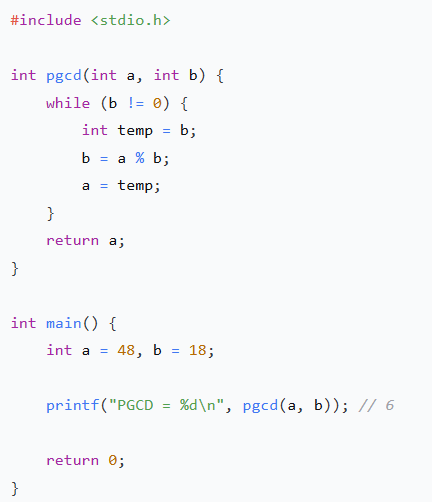 #include <stdio.h>

int pgcd(int a, int b) {
    while (b != 0) {
        int temp = b;
        b = a % b;
        a = temp;
    }
    return a;
}

int main() {
    int a = 48, b = 18;

    printf("PGCD = %d\n", pgcd(a, b)); // 6

    return 0;
}